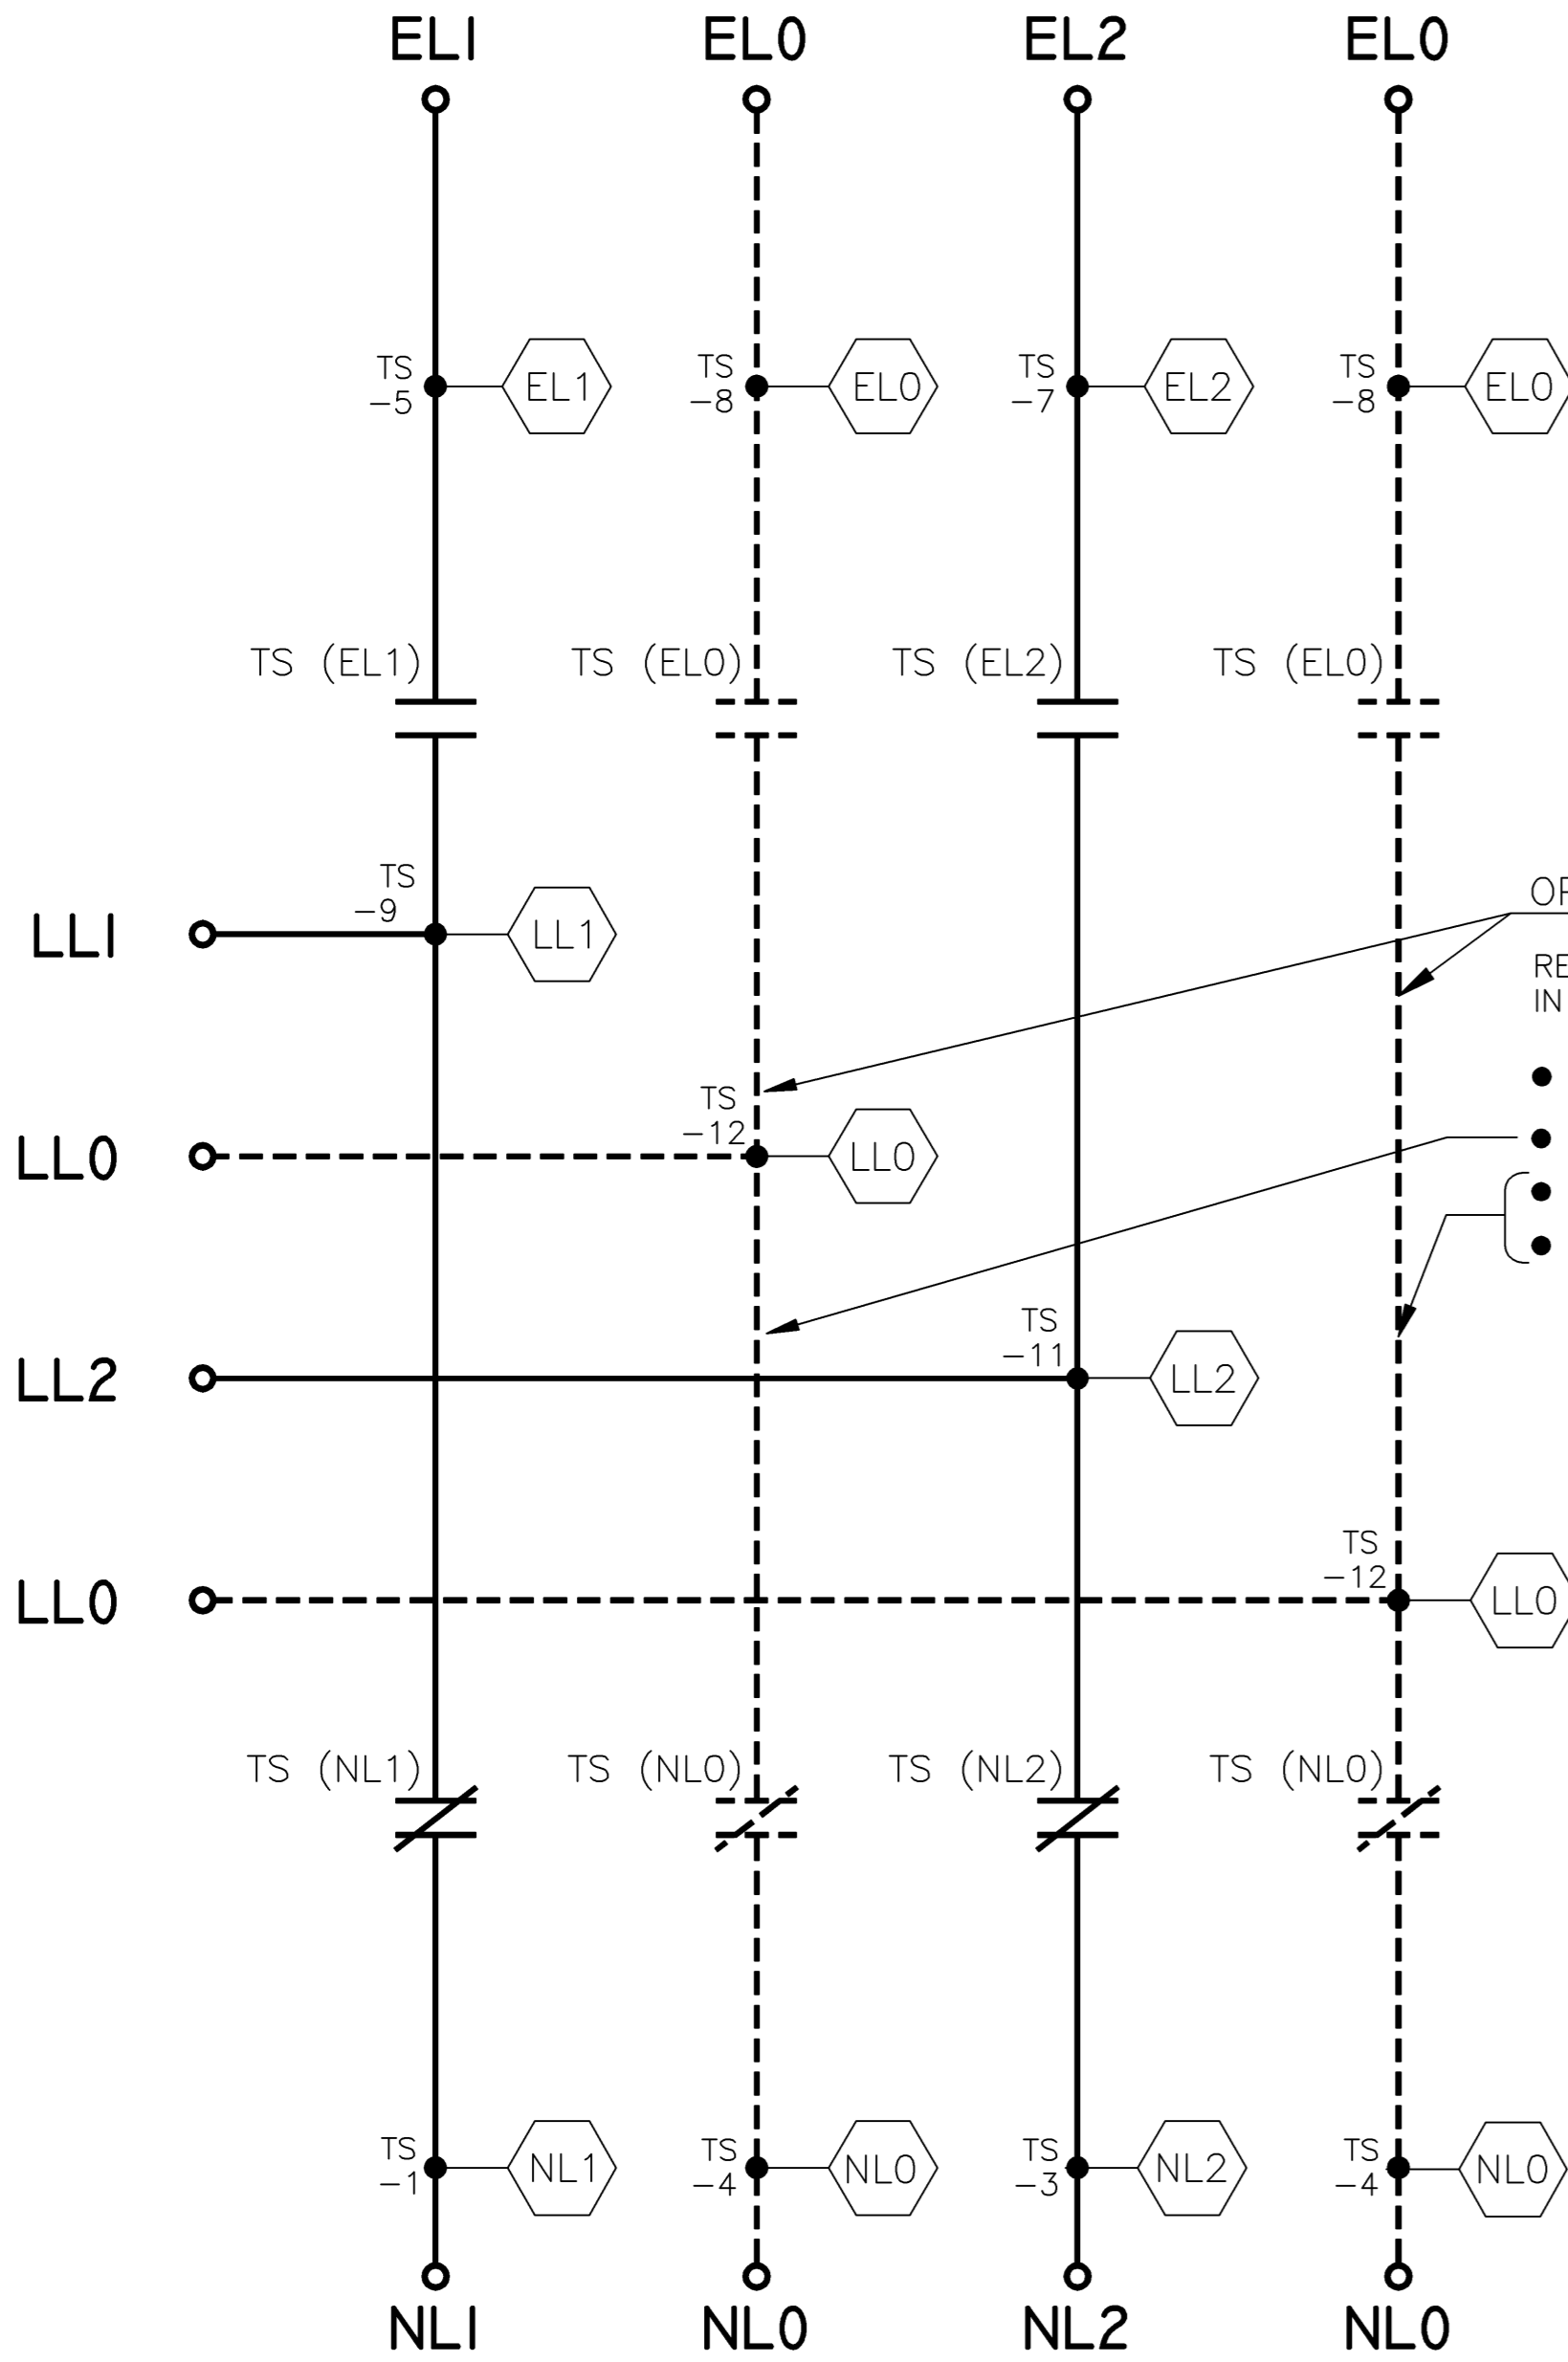 EL1 EL0 EL2 EL0
TS TS TS TS
-5 EL1 -8 EL0 -7 EL2 -8 EL0
TS (EL1) TS (EL0) TS (EL2) TS (EL0)
TS
-9
LL1 LL1
OP
RE
IN
TS
-12
LL0 LL0
TS
-11
LL2 LL2
TS
-12
LL0 LL0
TS (NL1) TS (NL0) TS (NL2) TS (NL0)
TS TS TS TS
-1 NL1 -4 NL0 -3 NL2 -4 NL0
NL1 NL0 NL2 NL0